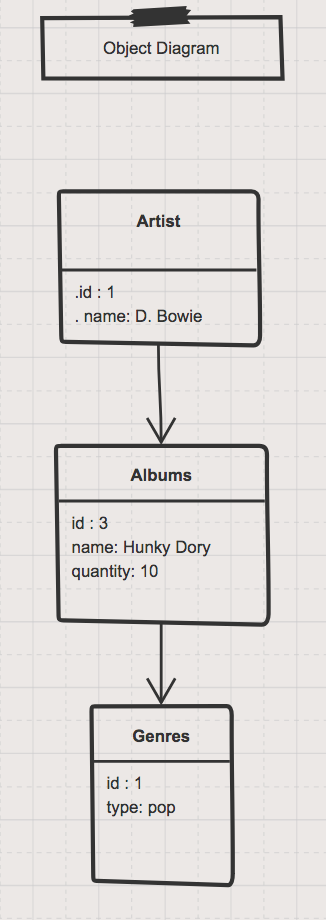 Object Diagram
Artist
.id : 1
. name: D. Bowie
Albums
id : 3
name: Hunky Dory
quantity: 10
Genres
id : 1
type: pop